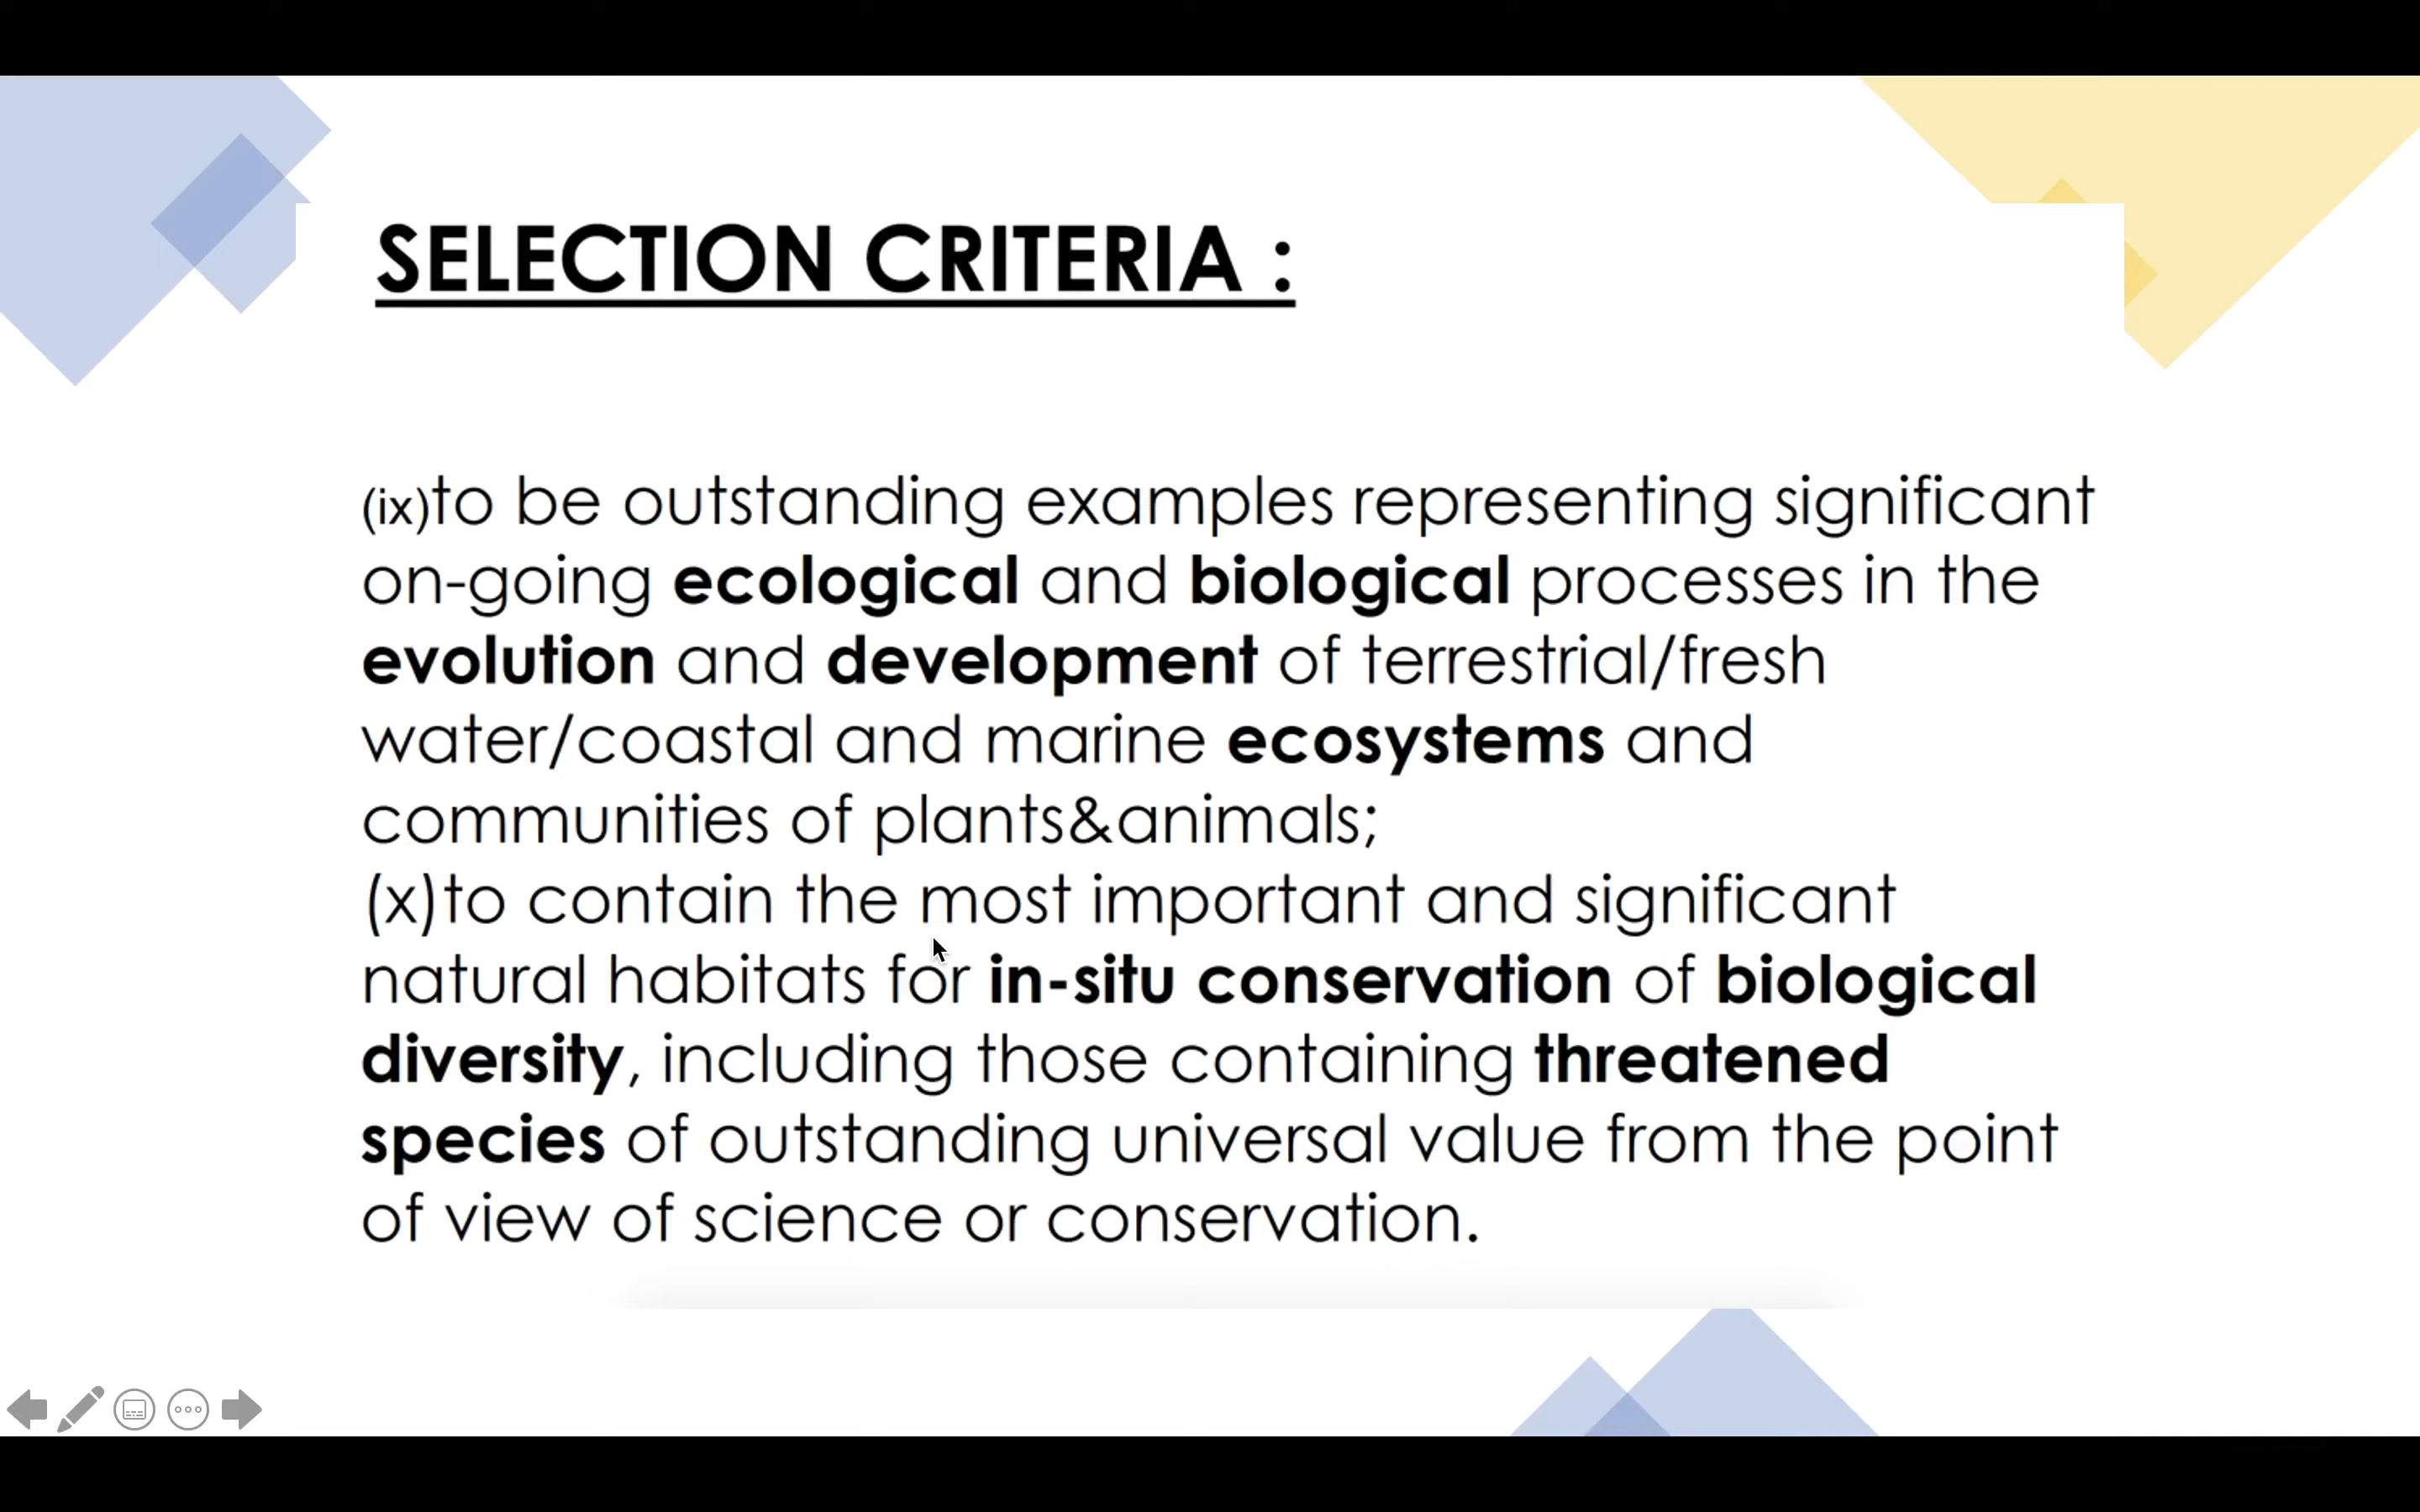 SELECTION CRITERIA :
(ix)to be outstanding examples representing significant
on-going ecological and biological processes in the
evolution and development of terrestrial/fresh
water/coastal and marine ecosystems and
communities of plants&animals;
(x)to contain the most important and significant
natural habitats for in-situ conservation of biological
diversity, including those containing threatened
species of outstanding universal value from the point
of view of science or conservation.